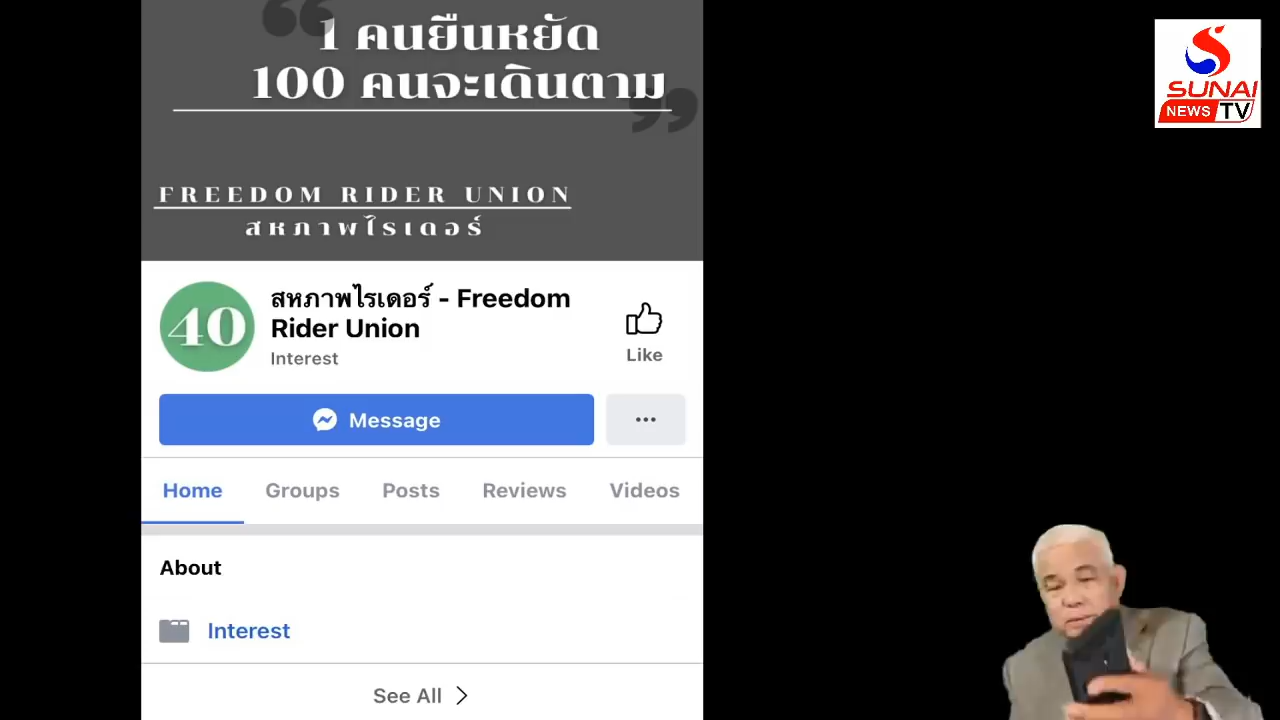 1 คนยืนหยัด
100 คนจะเดินตาม
FREEDOM RIDER UNION
สหภาพไรเดอร์
40
สหภาพไรเดอร์ - Freedom
Rider Union
Interest
Like
Message
Home Groups Posts Reviews Videos
About
Interest
See All
SUNAI
NEWS TV